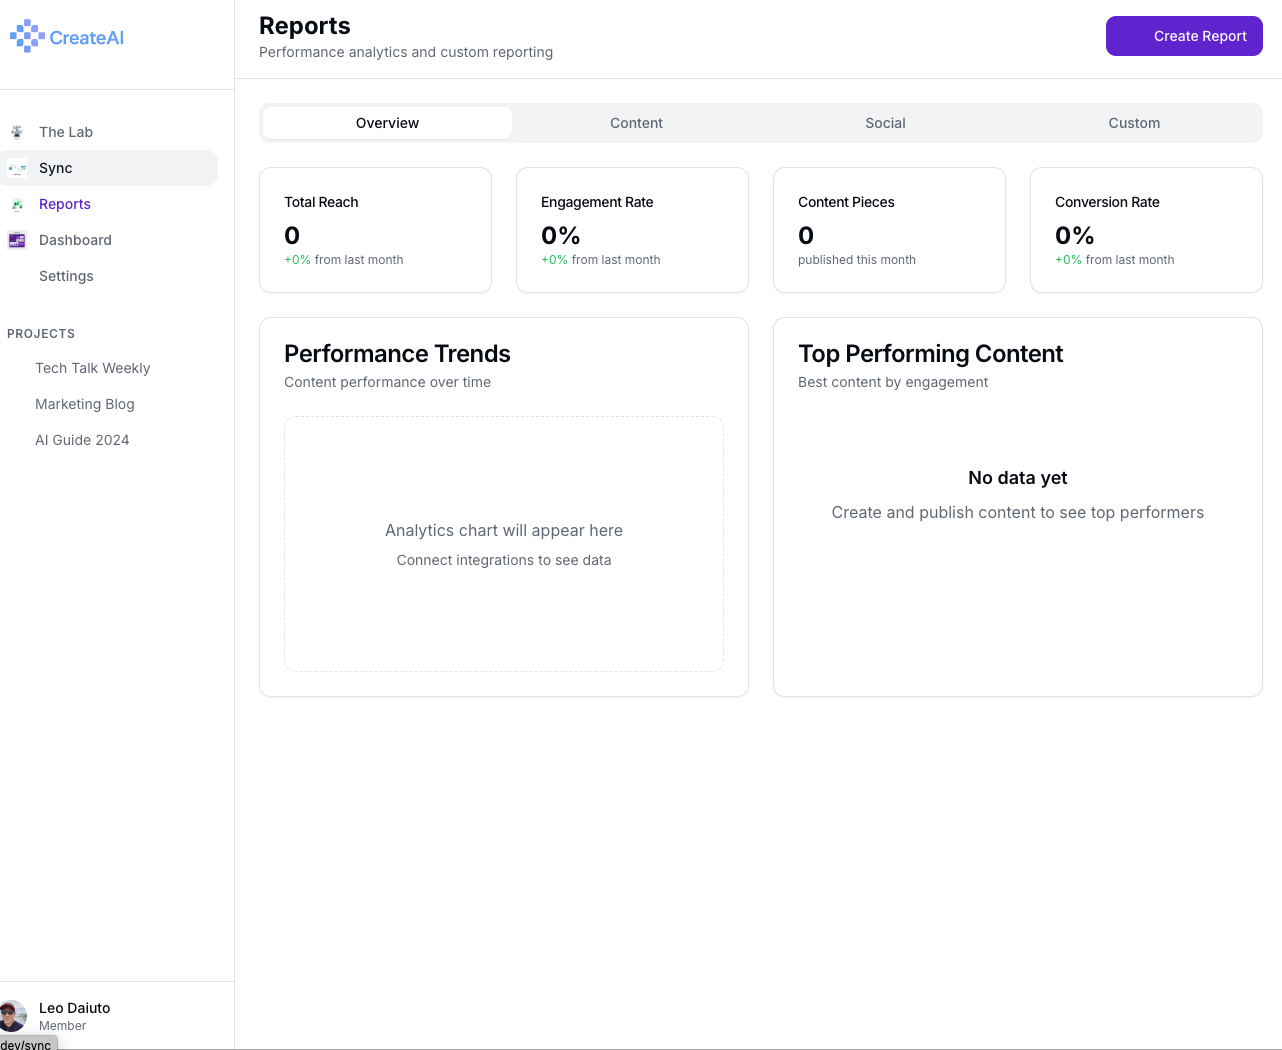 CreateAI
The Lab
Sync
Reports
Dashboard
Settings
PROJECTS
Tech Talk Weekly
Marketing Blog
AI Guide 2024
Leo Daiuto
Member
dev/sync
Reports
Performance analytics and custom reporting
Create Report
Overview
Content
Social
Custom
Total Reach
0
+0% from last month
Engagement Rate
0%
+0% from last month
Content Pieces
0
published this month
Conversion Rate
0%
+0% from last month
Performance Trends
Content performance over time
Analytics chart will appear here
Connect integrations to see data
Top Performing Content
Best content by engagement
No data yet
Create and publish content to see top performers